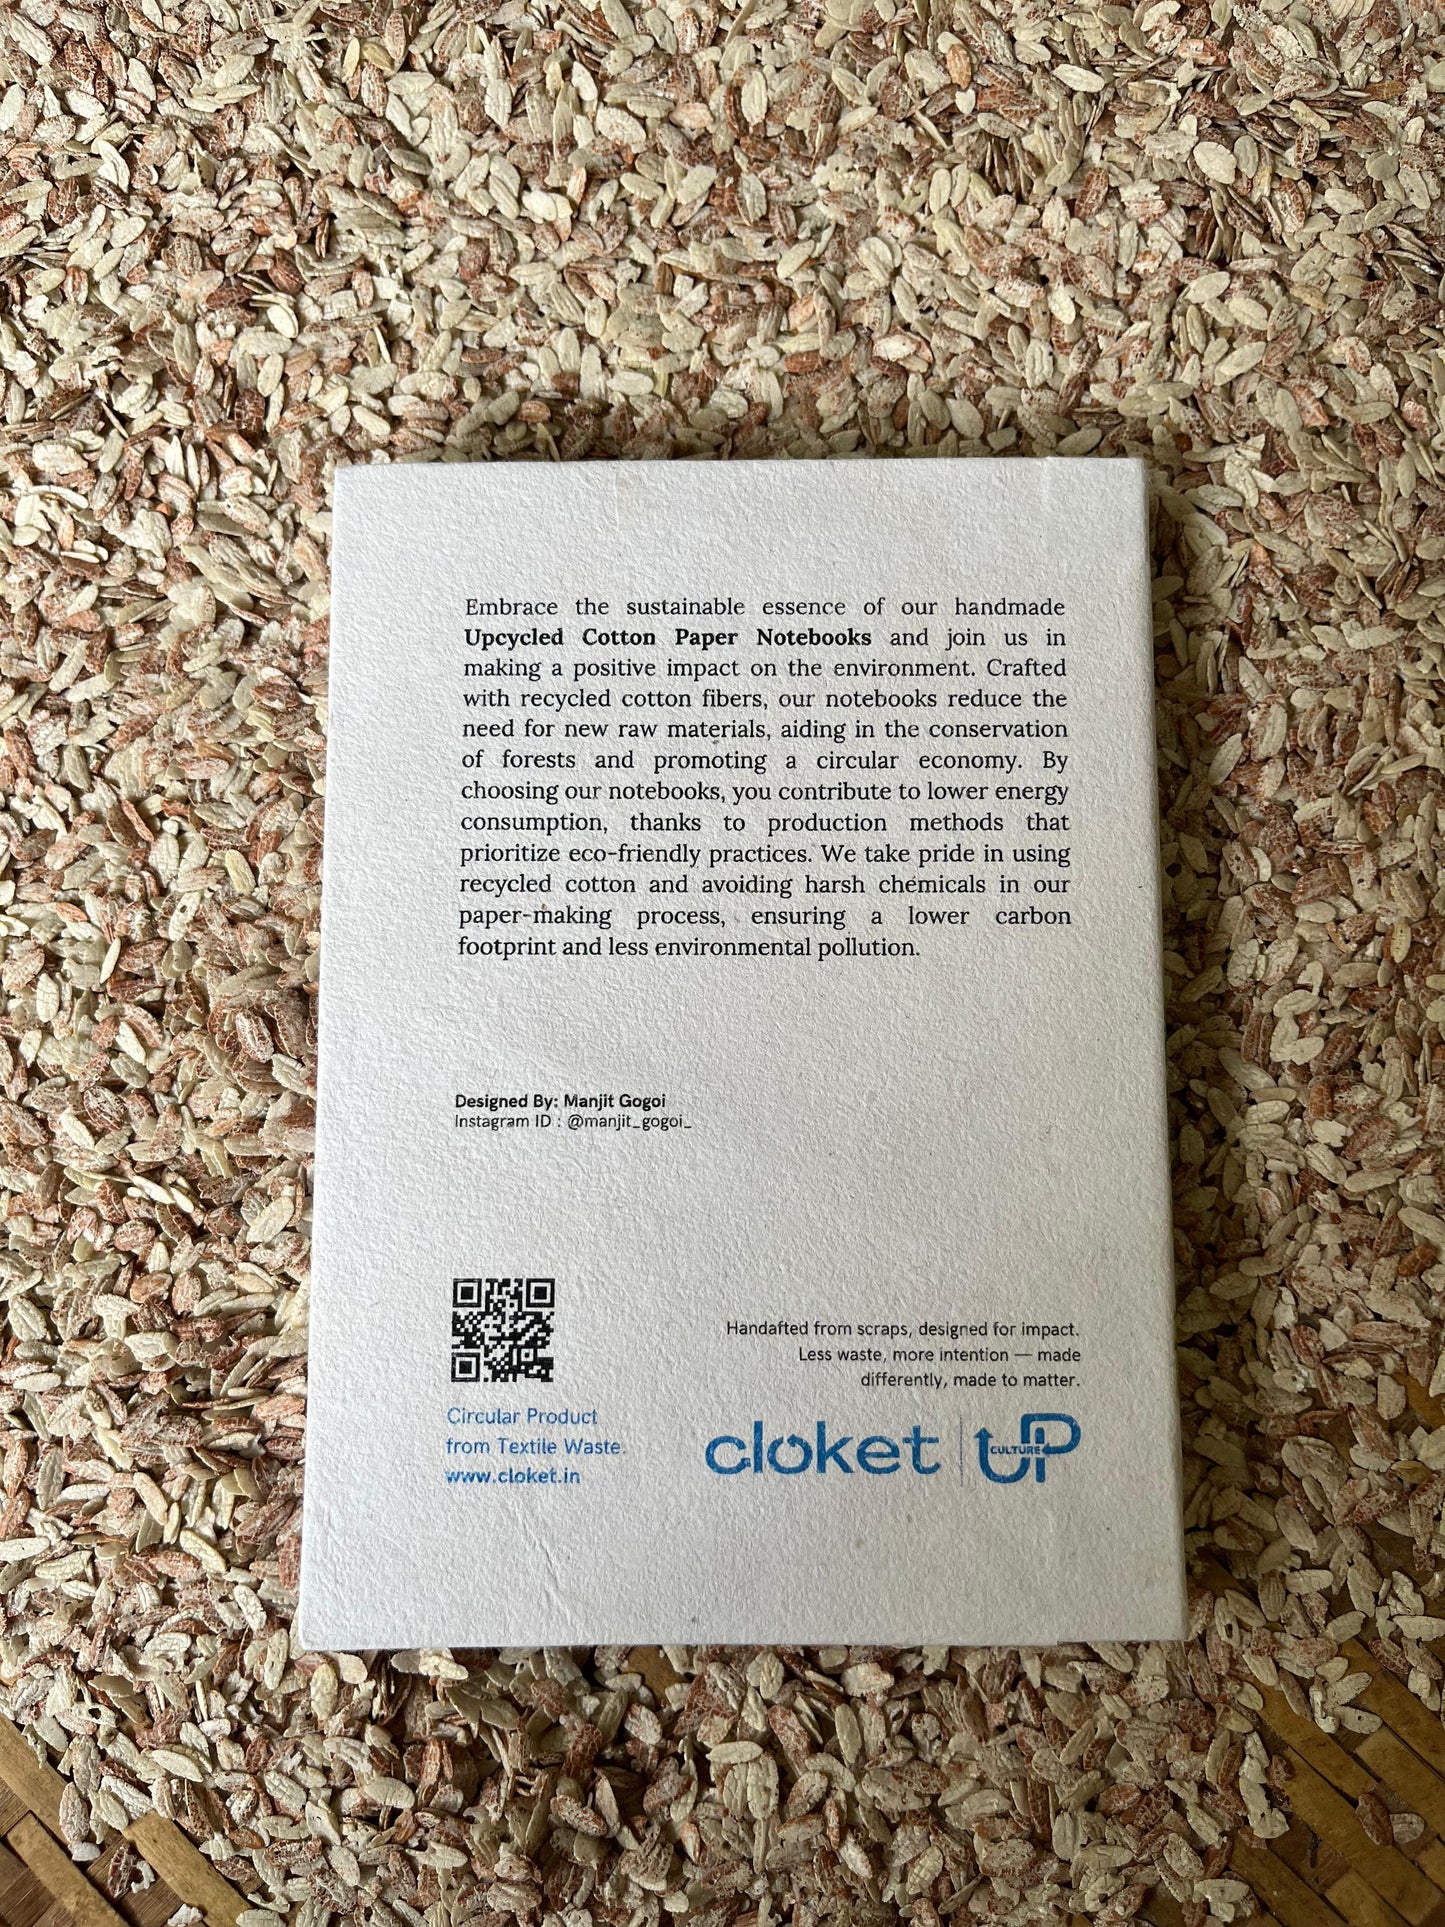 Embrace the sustainable essence of our handmade
Upcycled Cotton Paper Notebooks and join us in
making a positive impact on the environment. Crafted
with recycled cotton fibers, our notebooks reduce the
need for new raw materials, aiding in the conservation
of forests and promoting a circular economy. By
choosing our notebooks, you contribute to lower energy
consumption, thanks to production methods that
prioritize eco-friendly practices. We take pride in using
recycled cotton and avoiding harsh chemicals in our
paper-making process, ensuring a lower carbon
footprint and less environmental pollution.
Designed By: Manjit Gogoi
Instagram ID : @manjit_gogoi_
Handafted from scraps, designed for impact.
Less waste, more intention — made
differently, made to matter.
Circular Product
from Textile Waste.
www.cloket.in
cloket
CULTURE UP